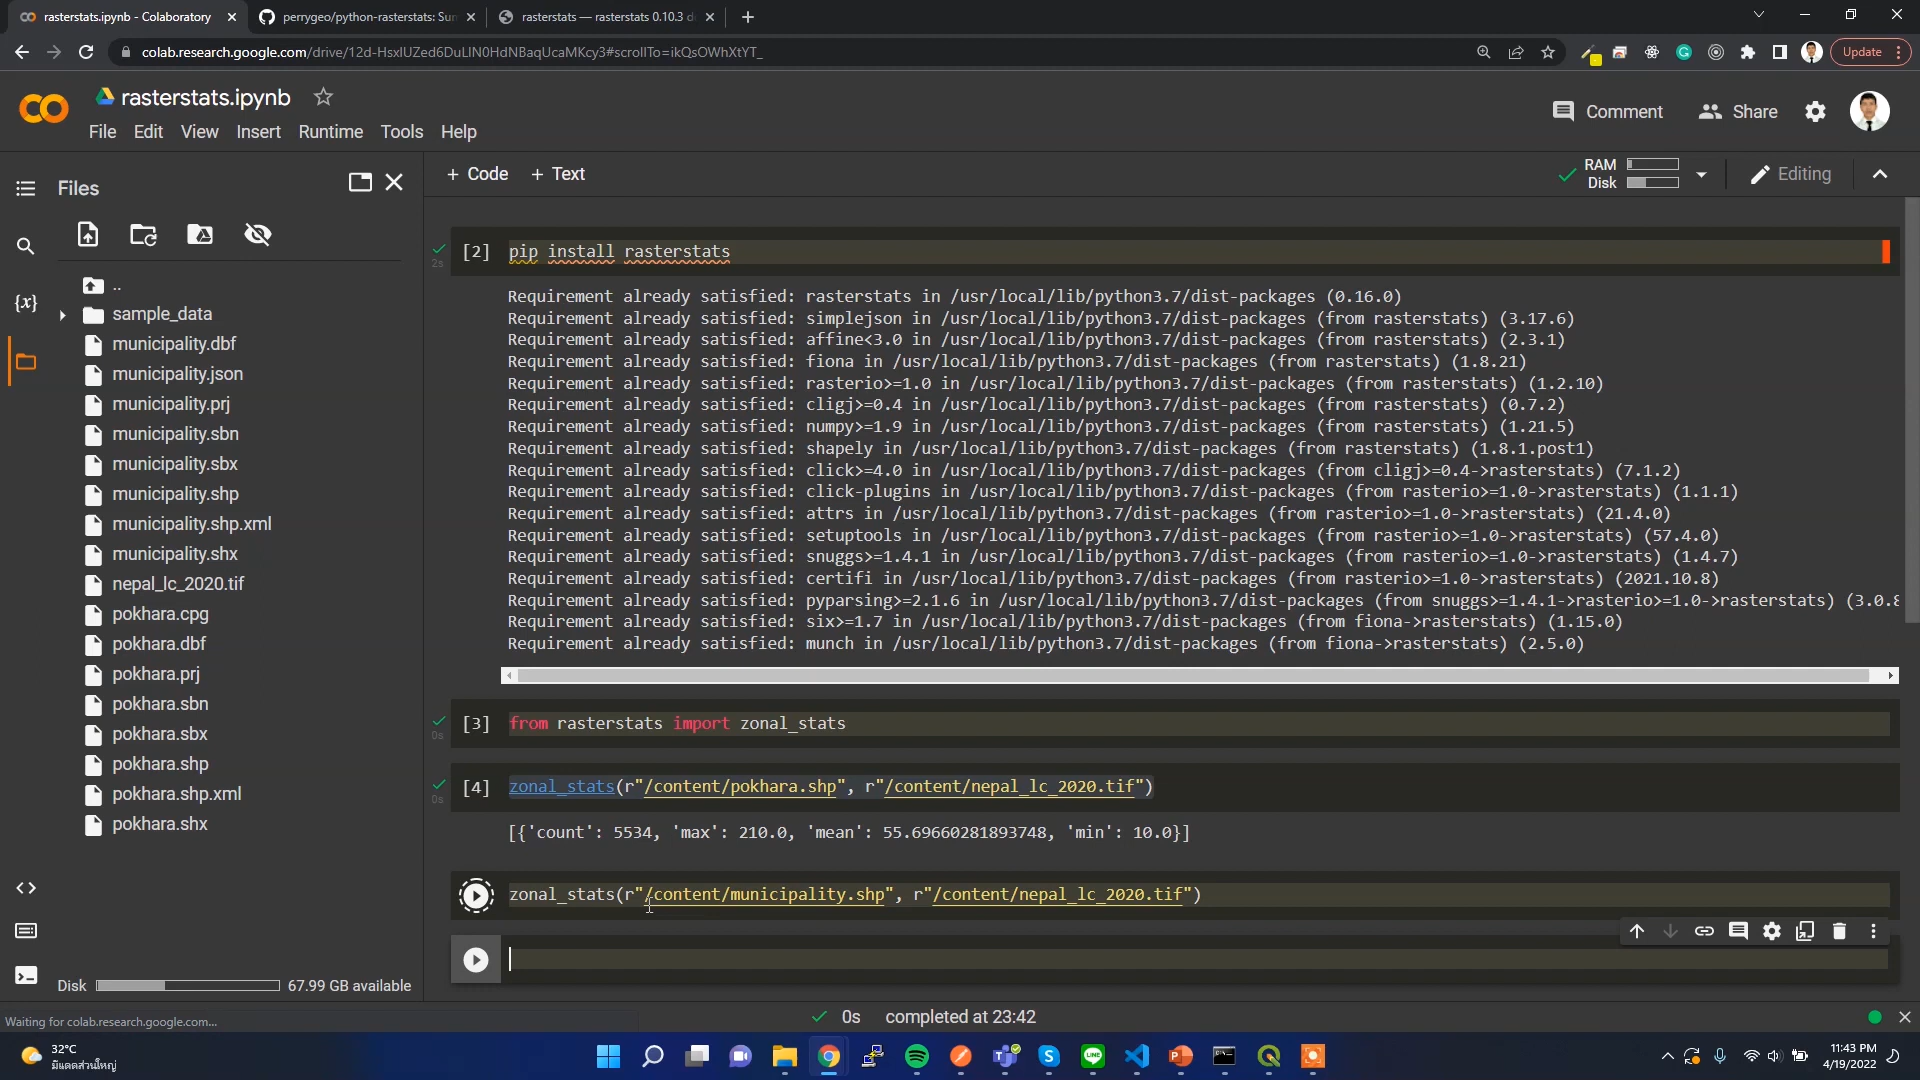 rasterstats.ipynb - Colaboratory
perrygeo/python-rasterstats: Sun
rasterstats — rasterstats 0.10.3 d
colab.research.google.com/drive/12d-HsxlUZed6DuLIN0HdNBaqUcaMKcy3#scrollTo=ikQsOWhXtYT_
Update
rasterstats.ipynb
File Edit View Insert Runtime Tools Help
Comment Share
Files
+ Code + Text
RAM
Disk
Editing
..
sample_data
municipality.dbf
municipality.json
municipality.prj
municipality.sbn
municipality.sbx
municipality.shp
municipality.shp.xml
municipality.shx
nepal_lc_2020.tif
pokhara.cpg
pokhara.dbf
pokhara.prj
pokhara.sbn
pokhara.sbx
pokhara.shp
pokhara.shp.xml
pokhara.shx
Disk 67.99 GB available
[2] pip install rasterstats
2s
Requirement already satisfied: rasterstats in /usr/local/lib/python3.7/dist-packages (0.16.0)
Requirement already satisfied: simplejson in /usr/local/lib/python3.7/dist-packages (from rasterstats) (3.17.6)
Requirement already satisfied: affine<3.0 in /usr/local/lib/python3.7/dist-packages (from rasterstats) (2.3.1)
Requirement already satisfied: fiona in /usr/local/lib/python3.7/dist-packages (from rasterstats) (1.8.21)
Requirement already satisfied: rasterio>=1.0 in /usr/local/lib/python3.7/dist-packages (from rasterstats) (1.2.10)
Requirement already satisfied: cligj>=0.4 in /usr/local/lib/python3.7/dist-packages (from rasterstats) (0.7.2)
Requirement already satisfied: numpy>=1.9 in /usr/local/lib/python3.7/dist-packages (from rasterstats) (1.21.5)
Requirement already satisfied: shapely in /usr/local/lib/python3.7/dist-packages (from rasterstats) (1.8.1.post1)
Requirement already satisfied: click>=4.0 in /usr/local/lib/python3.7/dist-packages (from cligj>=0.4->rasterstats) (7.1.2)
Requirement already satisfied: click-plugins in /usr/local/lib/python3.7/dist-packages (from rasterio>=1.0->rasterstats) (1.1.1)
Requirement already satisfied: attrs in /usr/local/lib/python3.7/dist-packages (from rasterio>=1.0->rasterstats) (21.4.0)
Requirement already satisfied: setuptools in /usr/local/lib/python3.7/dist-packages (from rasterio>=1.0->rasterstats) (57.4.0)
Requirement already satisfied: snuggs>=1.4.1 in /usr/local/lib/python3.7/dist-packages (from rasterio>=1.0->rasterstats) (1.4.7)
Requirement already satisfied: certifi in /usr/local/lib/python3.7/dist-packages (from rasterio>=1.0->rasterstats) (2021.10.8)
Requirement already satisfied: pyparsing>=2.1.6 in /usr/local/lib/python3.7/dist-packages (from snuggs>=1.4.1->rasterio>=1.0->rasterstats) (3.0.8
Requirement already satisfied: six>=1.7 in /usr/local/lib/python3.7/dist-packages (from fiona->rasterstats) (1.15.0)
Requirement already satisfied: munch in /usr/local/lib/python3.7/dist-packages (from fiona->rasterstats) (2.5.0)
[3] from rasterstats import zonal_stats
0s
[4] zonal_stats(r"/content/pokhara.shp", r"/content/nepal_lc_2020.tif")
0s
[{'count': 5534, 'max': 210.0, 'mean': 55.69660281893748, 'min': 10.0}]
zonal_stats(r"/content/municipality.shp", r"/content/nepal_lc_2020.tif")
Waiting for colab.research.google.com...
0s completed at 23:42
32°C
มีแดดส่วนใหญ่
11:43 PM
4/19/2022